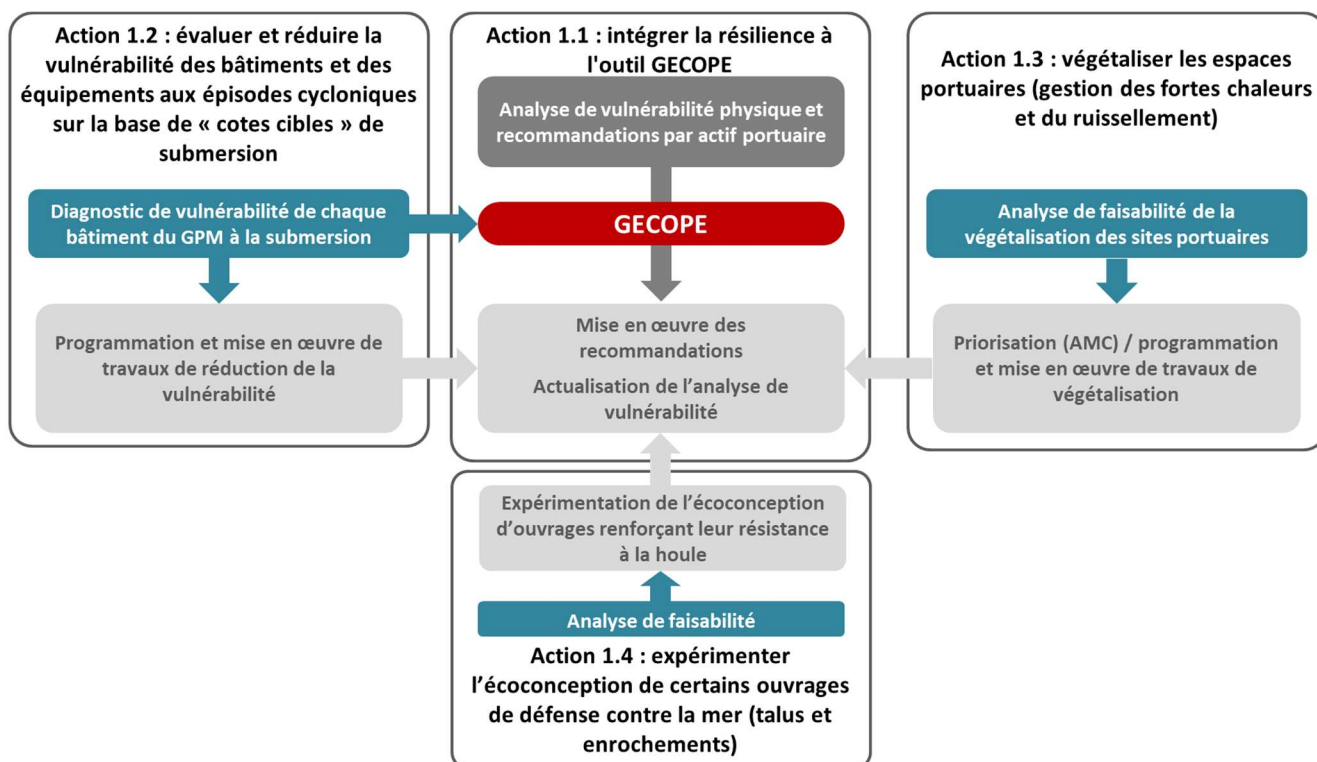 Action 1.2 : évaluer et réduire la
vulnérabilité des bâtiments et des
équipements aux épisodes cycloniques
sur la base de « cotes cibles » de
submersion
Diagnostic de vulnérabilité de chaque
bâtiment du GPM à la submersion
Programmation et mise en œuvre de
travaux de réduction de la
vulnérabilité
Action 1.1 : intégrer la résilience à
l'outil GECOPE
Analyse de vulnérabilité physique et
recommandations par actif portuaire
GECOPE
Mise en œuvre des
recommandations
Actualisation de l’analyse de
vulnérabilité
Action 1.3 : végétaliser les espaces
portuaires (gestion des fortes chaleurs
et du ruissellement)
Analyse de faisabilité de la
végétalisation des sites portuaires
Priorisation (AMC) / programmation
et mise en œuvre de travaux de
végétalisation
Expérimentation de l’écoconception
d’ouvrages renforçant leur résistance
à la houle
Analyse de faisabilité
Action 1.4 : expérimenter
l’écoconception de certains ouvrages
de défense contre la mer (talus et
enrochements)